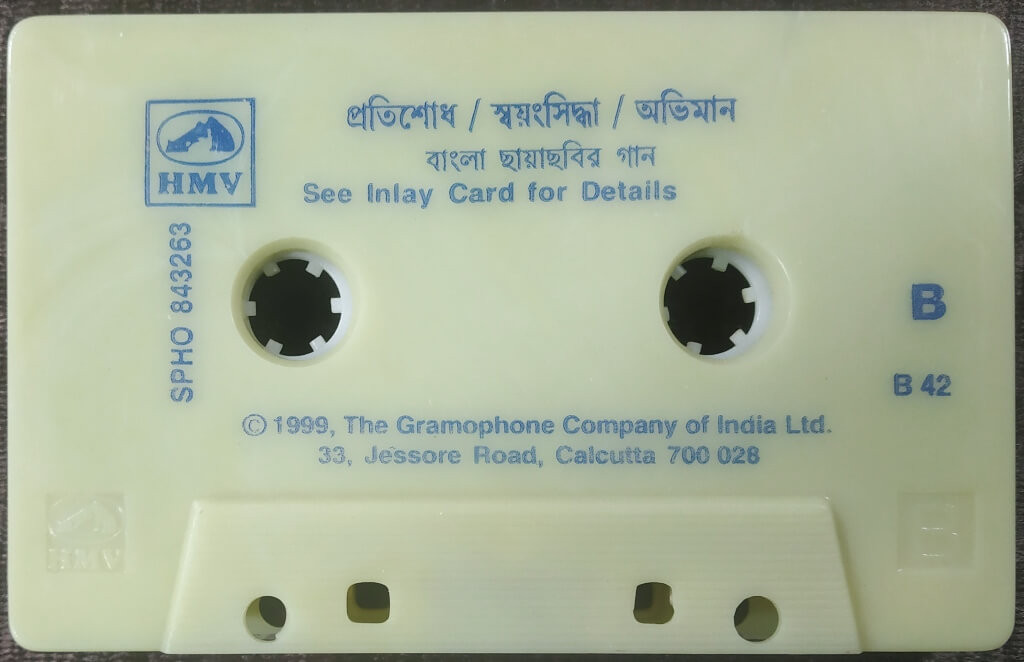 প্রতিশোধ / স্বয়ংসিদ্ধা / অভিমান
বাংলা ছায়াছবির গান
See Inlay Card for Details
HMV
SPHO 843263
B
B 42
© 1999, The Gramophone Company of India Ltd.
33, Jessore Road, Calcutta 700 028
HMV